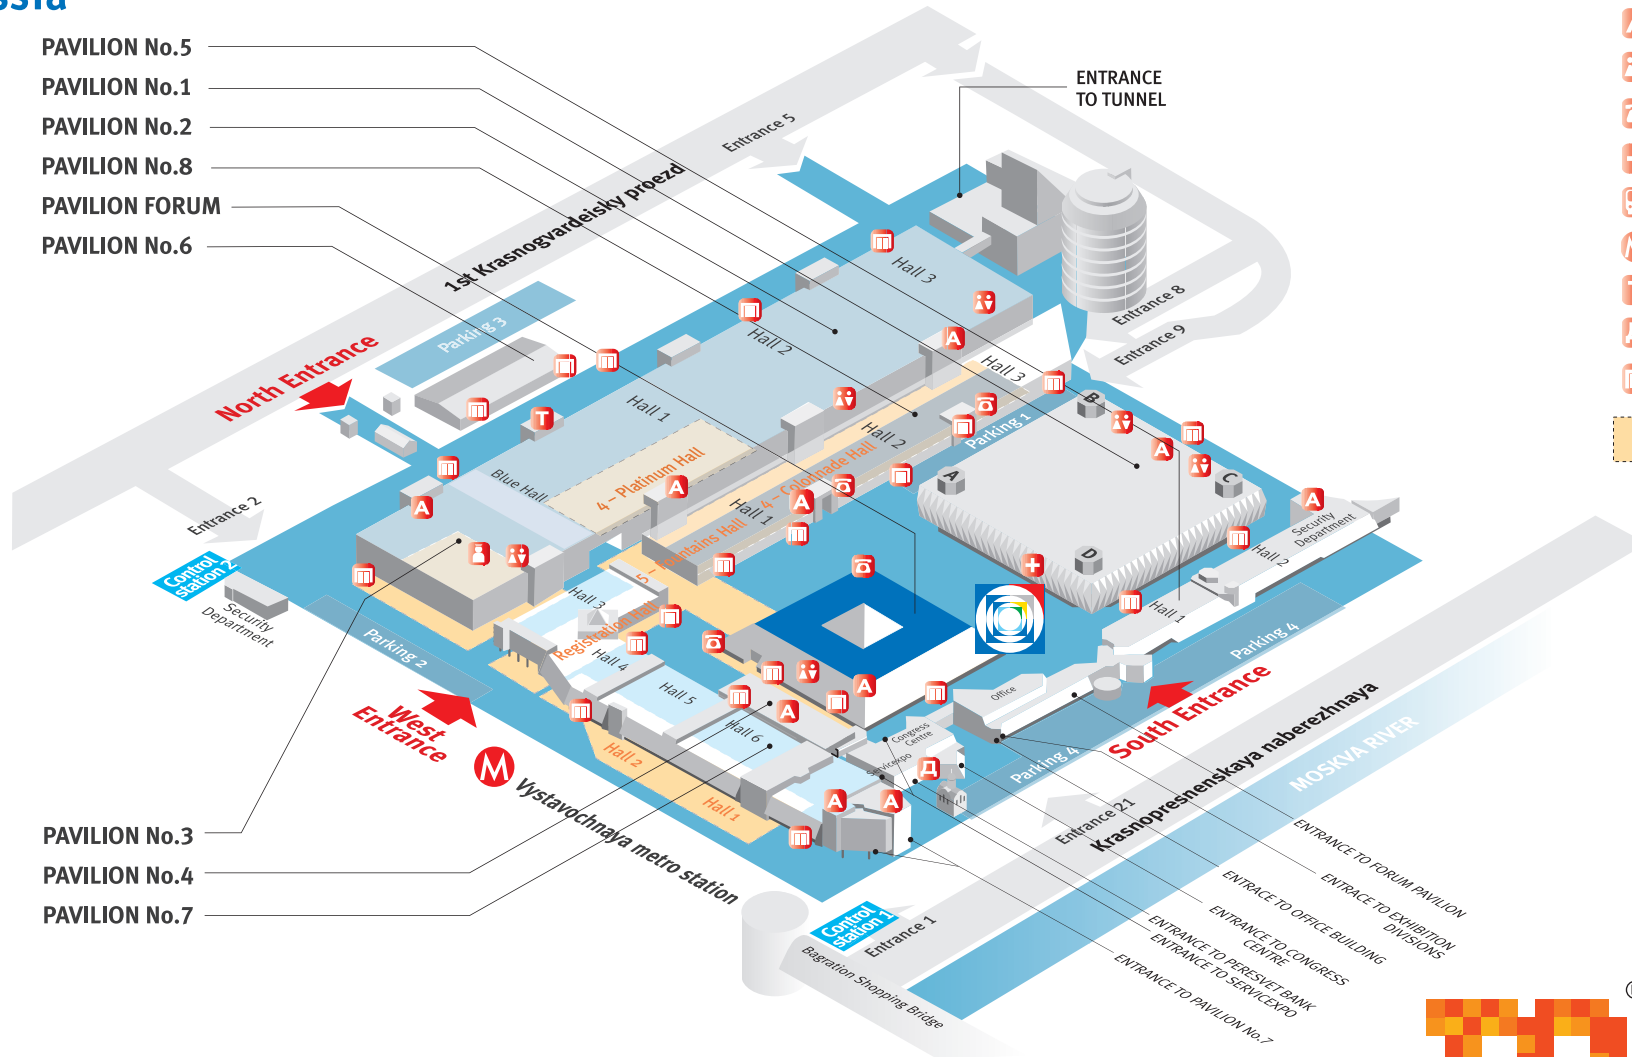 PAVILION No.5
PAVILION No.1
PAVILION No.2
PAVILION No.8
PAVILION FORUM
PAVILION No.6
ENTRANCE
TO TUNNEL
Entrance 5
1st Krasnogvardeisky proezd
Parking 3
North Entrance
Hall 3
Hall 2
Hall 1
Entrance 8
Entrance 9
Hall 3
Hall 2
Hall 1
Parking 1
4 – Platinum Hall
4 – Colonnade Hall
5 – Fountains Hall
Blue Hall
T
A
A
A
A
A
A
A
A
A
A
A
B
A
C
D
Entrance 2
Control
station 2
Security
Department
Parking 2
West
Entrance
M
Vystavochnaya metro station
Hall 3
Registration Hall
Hall 4
Hall 5
Hall 6
Hall 2
Hall 1
Security
Department
Hall 2
Hall 1
Parking 4
Office
Congress
Centre
Servicexpo
Д
Parking 4
South Entrance
Krasnopresnenskaya naberezhnaya
MOSKVA RIVER
Entrance 21
PAVILION No.3
PAVILION No.4
PAVILION No.7
Control
station 1
Entrance 1
Bagration Shopping Bridge
ENTRANCE TO FORUM PAVILION
ENTRACE TO EXHIBITION
DIVISIONS
ENTRACE TO OFFICE BUILDING
ENTRANCE TO CONGRESS
CENTRE
ENTRANCE TO PERESVET BANK
ENTRANCE TO SERVICEXPO
ENTRANCE TO PAVILION No.7